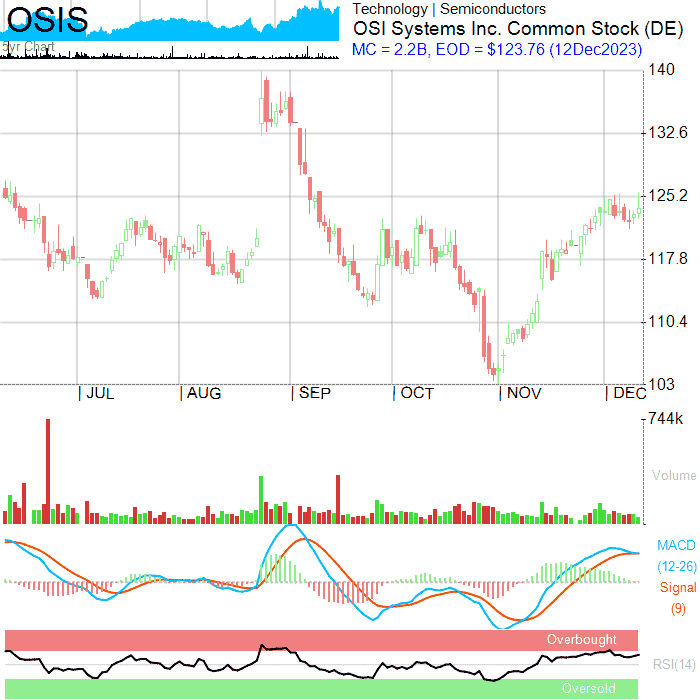 OSIS
5yr Chart
Technology | Semiconductors
OSI Systems Inc. Common Stock (DE)
MC = 2.2B, EOD = $123.76 (12Dec2023)
140
132.6
125.2
117.8
110.4
103
| JUL | AUG | SEP | OCT | NOV | DEC
744k
Volume
MACD
(12-26)
Signal
(9)
Overbought
RSI(14)
Oversold